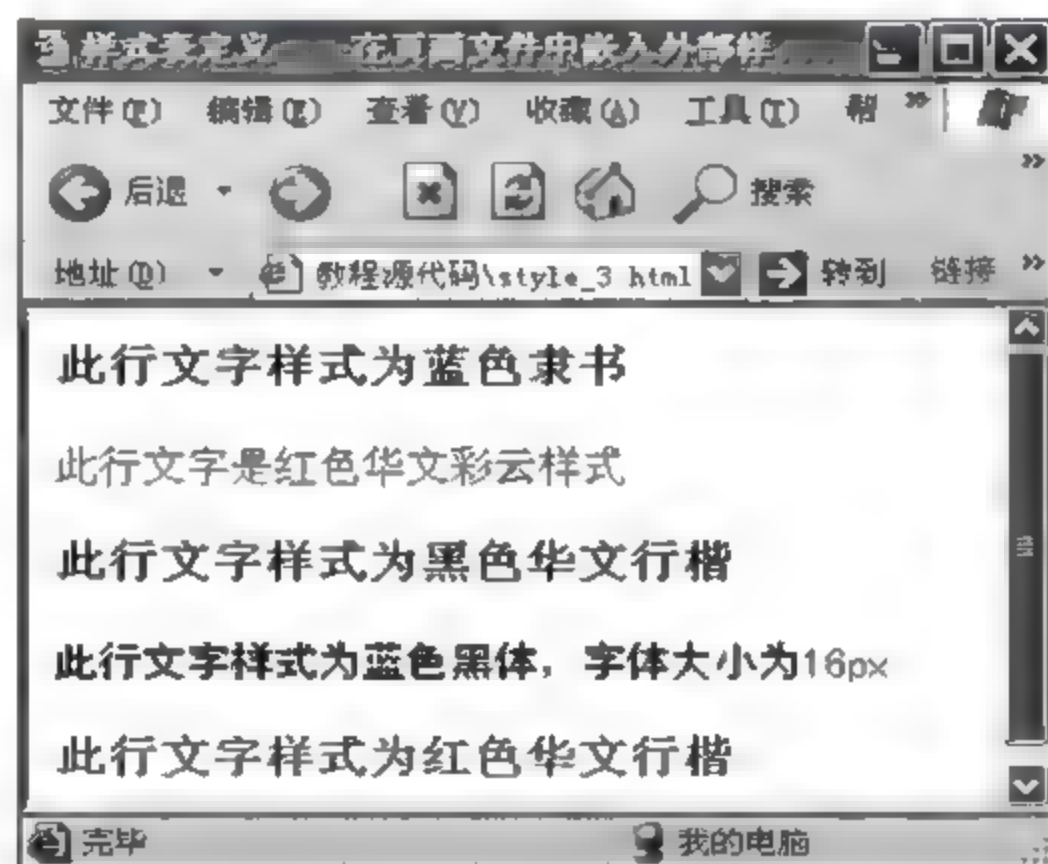 样式表定义——在页面文件中嵌入外部样……
文件(F) 编辑(E) 查看(V) 收藏(A) 工具(T) 帮 »
后退 »
搜索
地址(D) 教程源代码\style_3 html 转到 链接 »
此行文字样式为蓝色隶书
此行文字是红色华文彩云样式
此行文字样式为黑色华文行楷
此行文字样式为蓝色黑体，字体大小为16px
此行文字样式为红色华文行楷
完毕 我的电脑